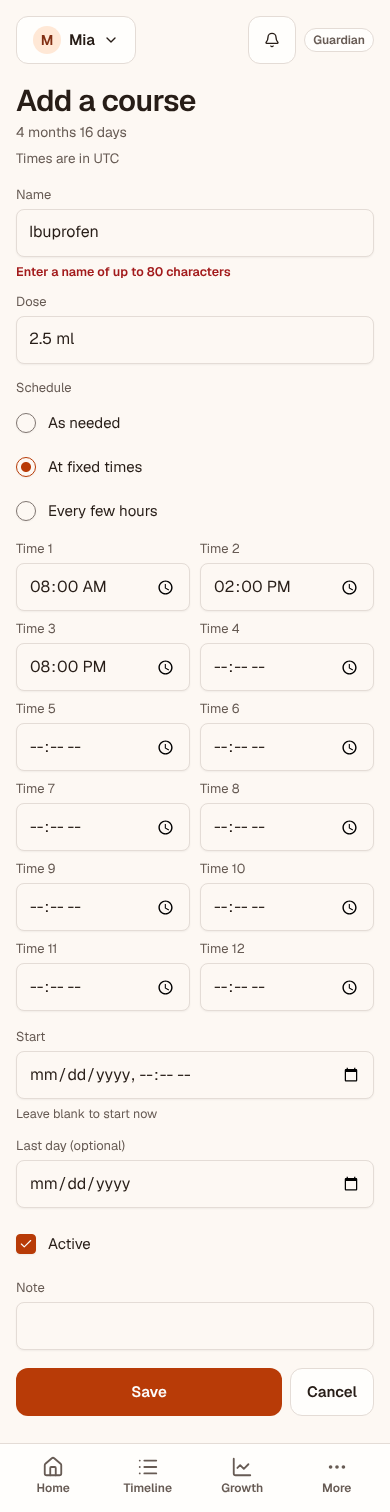 M Mia Guardian
Add a course
4 months 16 days
Times are in UTC
Name
Ibuprofen
Enter a name of up to 80 characters
Dose
2.5 ml
Schedule
As needed
At fixed times
Every few hours
Time 1 Time 2
08:00 AM 02:00 PM
Time 3 Time 4
08:00 PM --:-- --
Time 5 Time 6
--:-- -- --:-- --
Time 7 Time 8
--:-- -- --:-- --
Time 9 Time 10
--:-- -- --:-- --
Time 11 Time 12
--:-- -- --:-- --
Start
mm/dd/yyyy, --:-- --
Leave blank to start now
Last day (optional)
mm/dd/yyyy
Active
Note
Save Cancel
Home Timeline Growth More